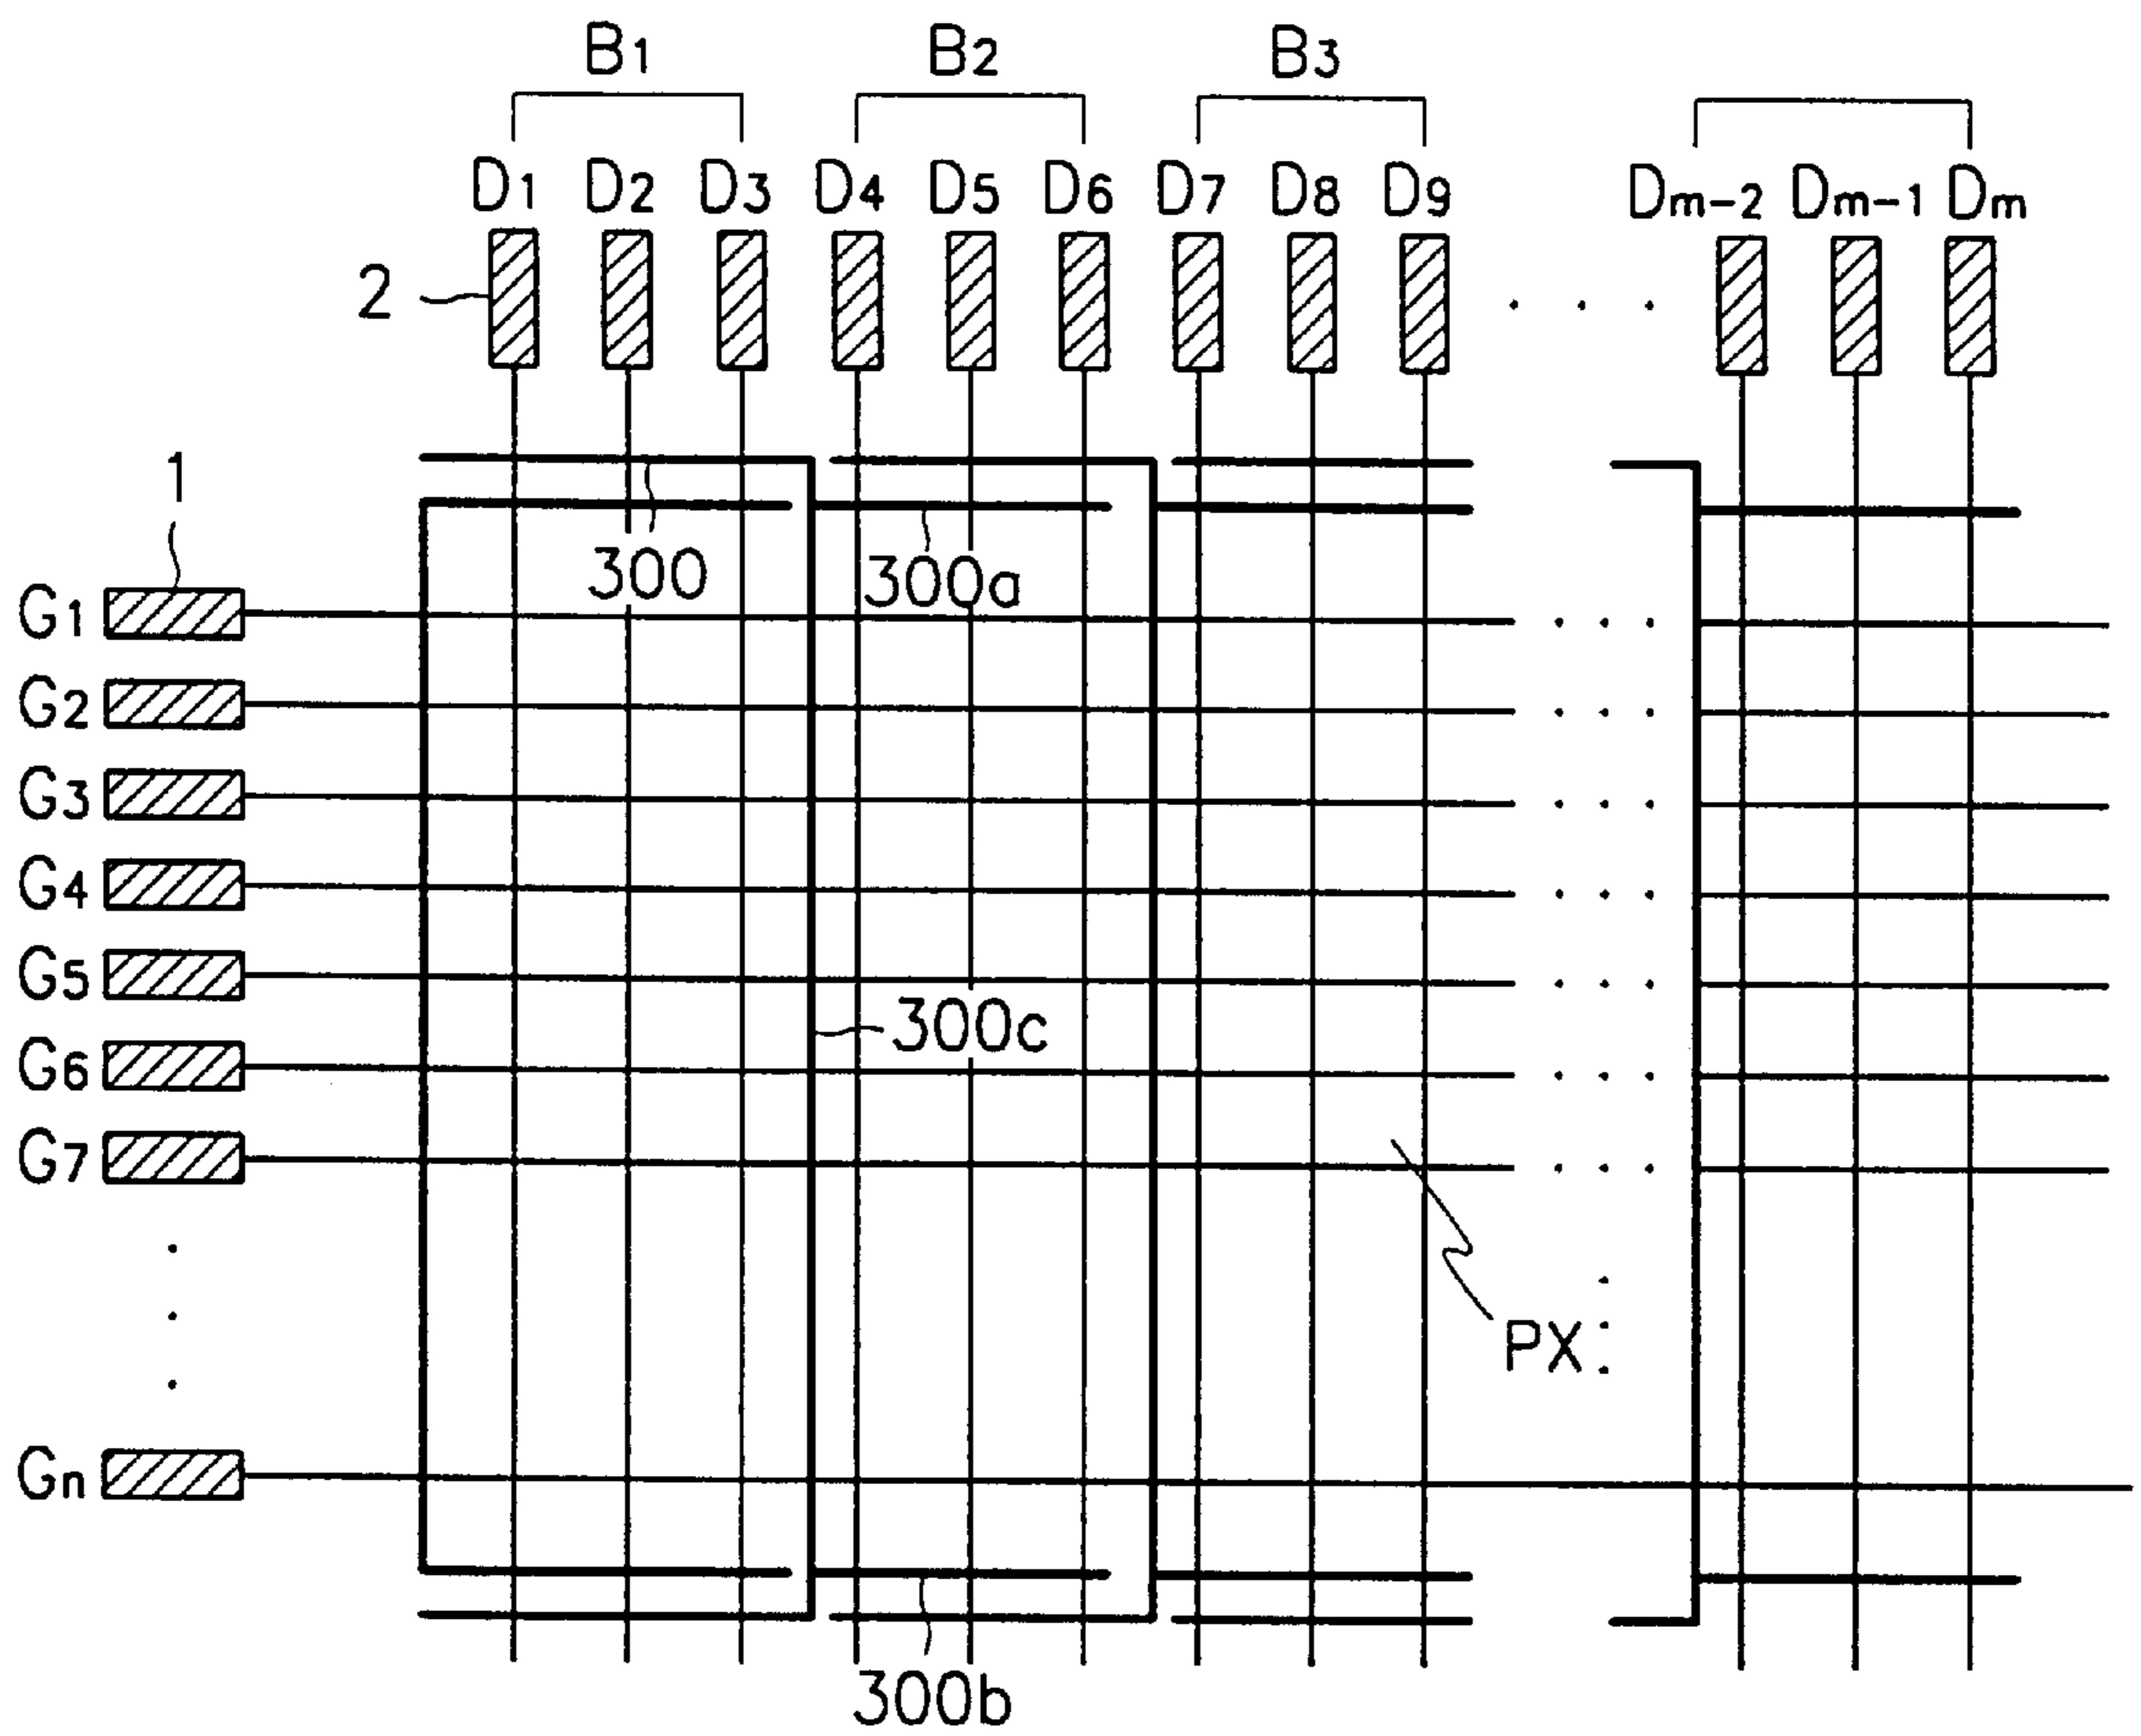 B1 B2 B3
D1 D2 D3 D4 D5 D6 D7 D8 D9 Dm-2 Dm-1 Dm
2
1
300 300a
G1
G2
G3
G4
G5
300c
G6
G7
PX
Gn
300b